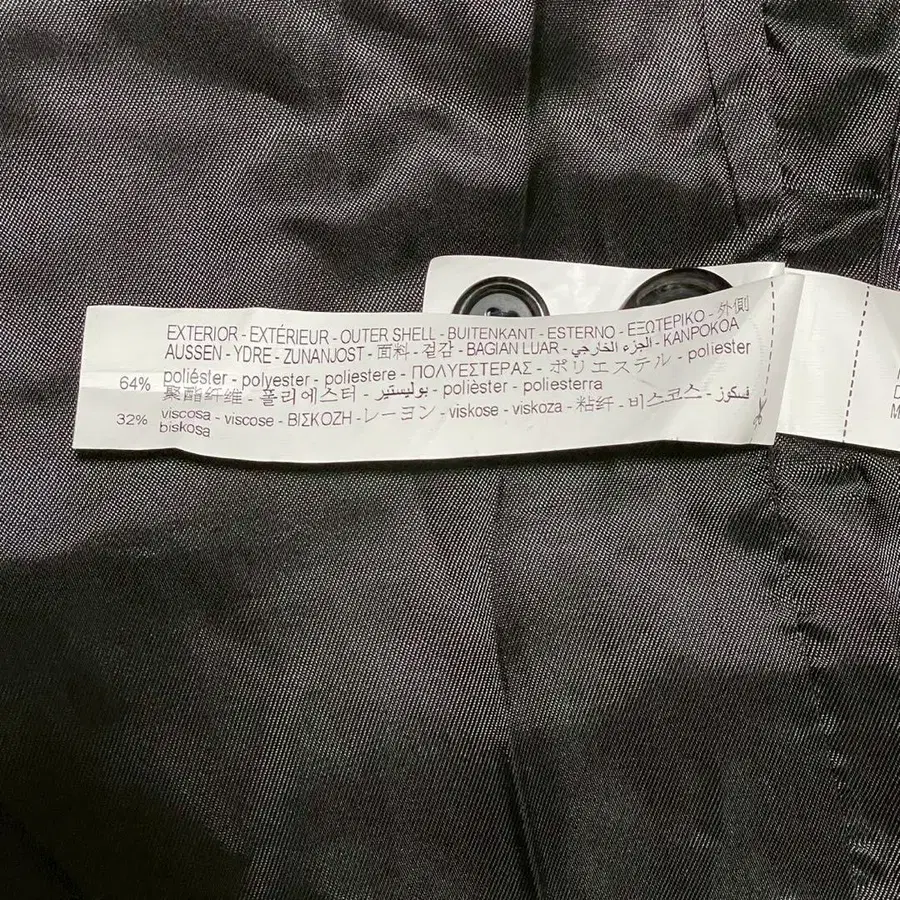 EXTERIOR - EXTÉRIEUR - OUTER SHELL - BUITENKANT - ESTERNO - ΕΞΩΤΕΡΙΚΟ - 外側
AUSSEN - YDRE - ZUNANJOST - 面料 - 겉감 - BAGIAN LUAR - الجزء الخارجي - KANPOKOA
64% poliéster - polyester - poliestere - ΠΟΛΥΕΣΤΕΡΑΣ - ポリエステル - poliester
聚酯纤维 - 폴리에스터 - بوليستير - polièster - poliesterra
32% viscosa - viscose - ΒΙΣΚΟΖΗ - レーヨン - viskose - viskoza - 粘纤 - 비스코스 - فسكوز
biskosa